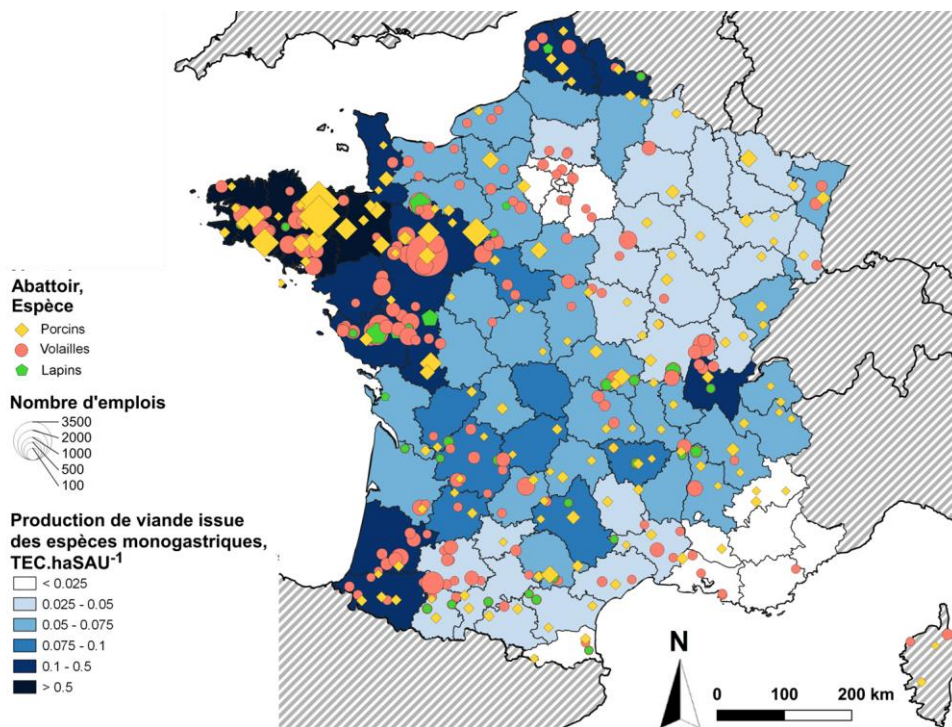 Abattoir,
Espèce
Porcins
Volailles
Lapins
Nombre d'emplois
3500
2000
1000
500
100
Production de viande issue
des espèces monogastriques,
TEC.haSAU⁻¹
< 0.025
0.025 - 0.05
0.05 - 0.075
0.075 - 0.1
0.1 - 0.5
> 0.5
N
0 100 200 km